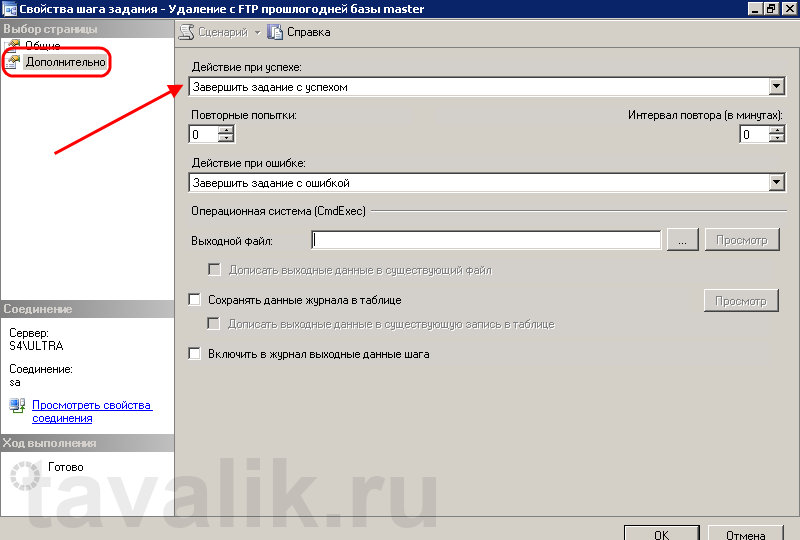 Свойства шага задания - Удаление с FTP прошлогодней базы master
Выбор страницы
Общие
Дополнительно
Сценарий
Справка
Действие при успехе:
Завершить задание с успехом
Повторные попытки:
Интервал повтора (в минутах):
0
0
Действие при ошибке:
Завершить задание с ошибкой
Операционная система (CmdExec)
Выходной файл:
...
Просмотр
Дописать выходные данные в существующий файл
Сохранять данные журнала в таблице
Просмотр
Дописать выходные данные в существующую запись в таблице
Включить в журнал выходные данные шага
Соединение
Сервер:
S4\ULTRA
Соединение:
sa
Просмотреть свойства
соединения
Ход выполнения
Готово
tavalik.ru
OK
Отмена